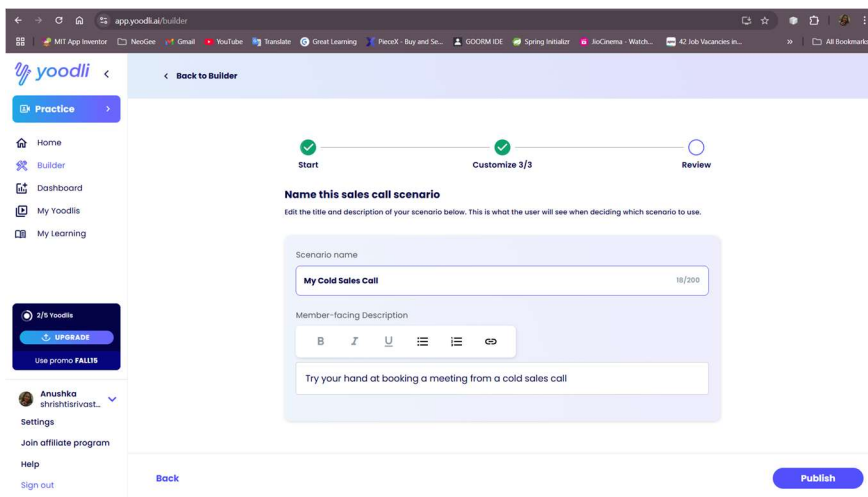 app.yoodli.ai/builder
MIT App Inventor NeoGee Gmail YouTube Translate Great Learning PieceX - Buy and Se... GOORM IDE Spring Initializr JioCinema - Watch... 42 Job Vacancies in... » All Bookmarks
yoodli
Back to Builder
Practice
Home
Builder
Dashboard
My Yoodlis
My Learning
2/5 Yoodlis
UPGRADE
Use promo FALL15
Anushka
shrishtisrivast...
Settings
Join affiliate program
Help
Sign out
Start
Customize 3/3
Review
Name this sales call scenario
Edit the title and description of your scenario below. This is what the user will see when deciding which scenario to use.
Scenario name
My Cold Sales Call
18/200
Member-facing Description
B I U
Try your hand at booking a meeting from a cold sales call
Back
Publish